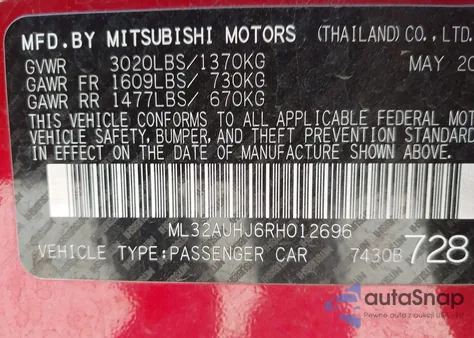 MFD.BY MITSUBISHI MOTORS (THAILAND) CO., LTD.
GVWR 3020LBS/1370KG MAY 20
GAWR FR 1609LBS/ 730KG
GAWR RR 1477LBS/ 670KG
THIS VEHICLE CONFORMS TO ALL APPLICABLE FEDERAL MOT
VEHICLE SAFETY, BUMPER, AND THEFT PREVENTION STANDARD
IN EFFECT ON THE DATE OF MANUFACTURE SHOWN ABOVE.
ML32AUHJ6RH012696
VEHICLE TYPE:PASSENGER CAR 7430B 728
autoSnap